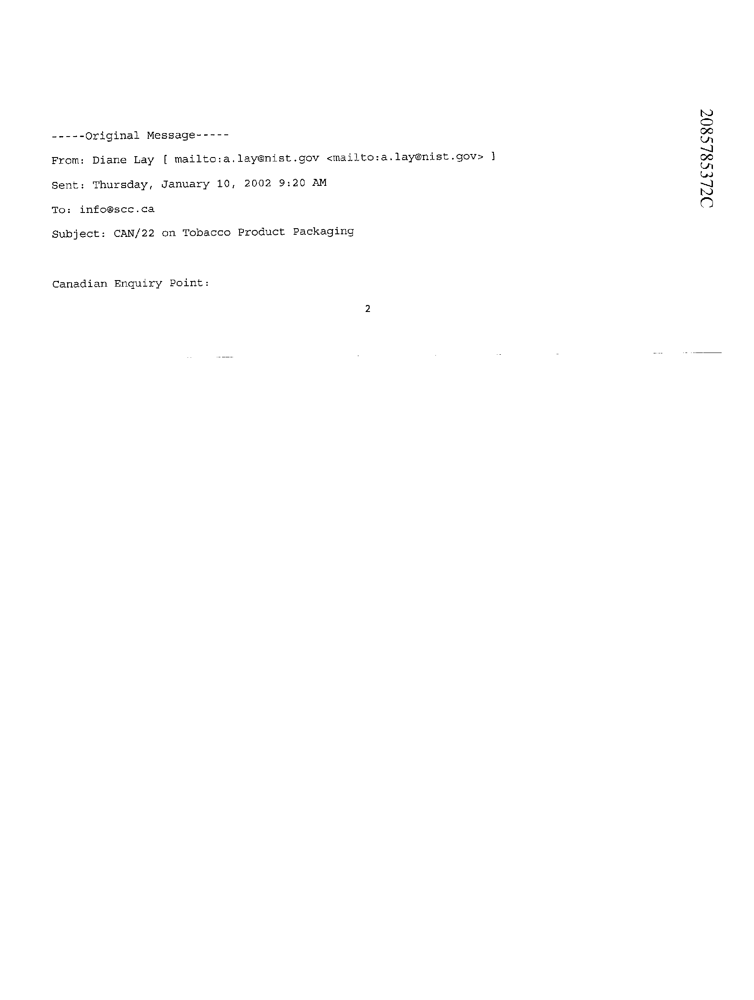 -----Original Message-----
From: Diane Lay [ mailto:a.lay@nist.gov <mailto:a.lay@nist.gov> ]
Sent: Thursday, January 10, 2002 9:20 AM
To: info@scc.ca
Subject: CAN/22 on Tobacco Product Packaging
Canadian Enquiry Point:
2
2085785372C